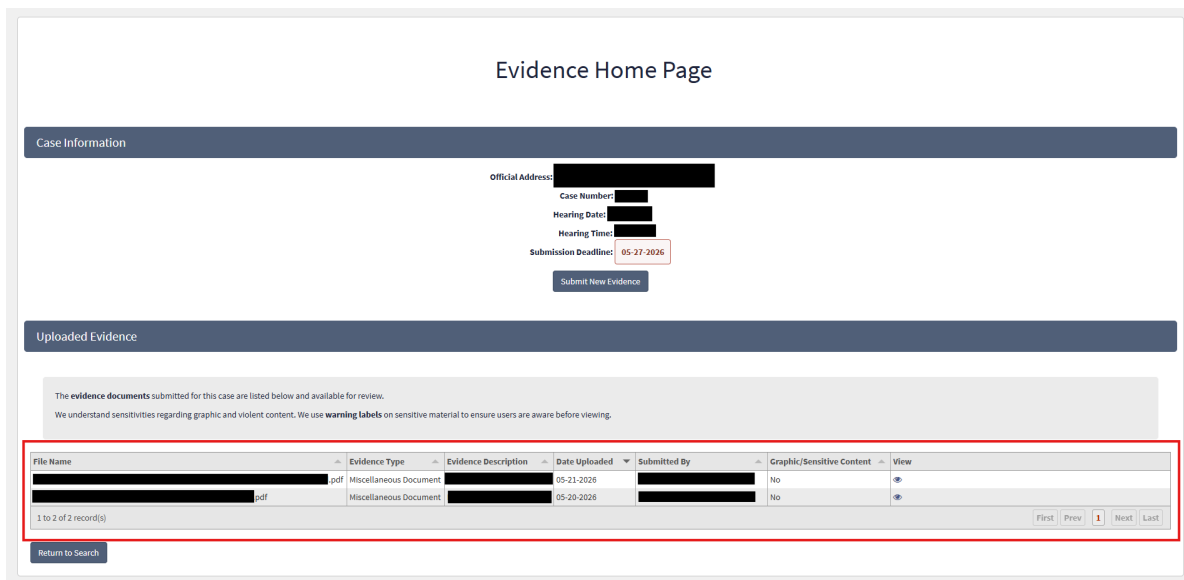 Evidence Home Page
Case Information
Official Address:
Case Number:
Hearing Date:
Hearing Time:
Submission Deadline: 05-27-2026
Submit New Evidence
Uploaded Evidence
The evidence documents submitted for this case are listed below and available for review.
We understand sensitivities regarding graphic and violent content. We use warning labels on sensitive material to ensure users are aware before viewing.
File Name Evidence Type Evidence Description Date Uploaded Submitted By Graphic/Sensitive Content View
.pdf Miscellaneous Document 05-21-2026 No
pdf Miscellaneous Document 05-20-2026 No
1 to 2 of 2 record(s) First Prev 1 Next Last
Return to Search